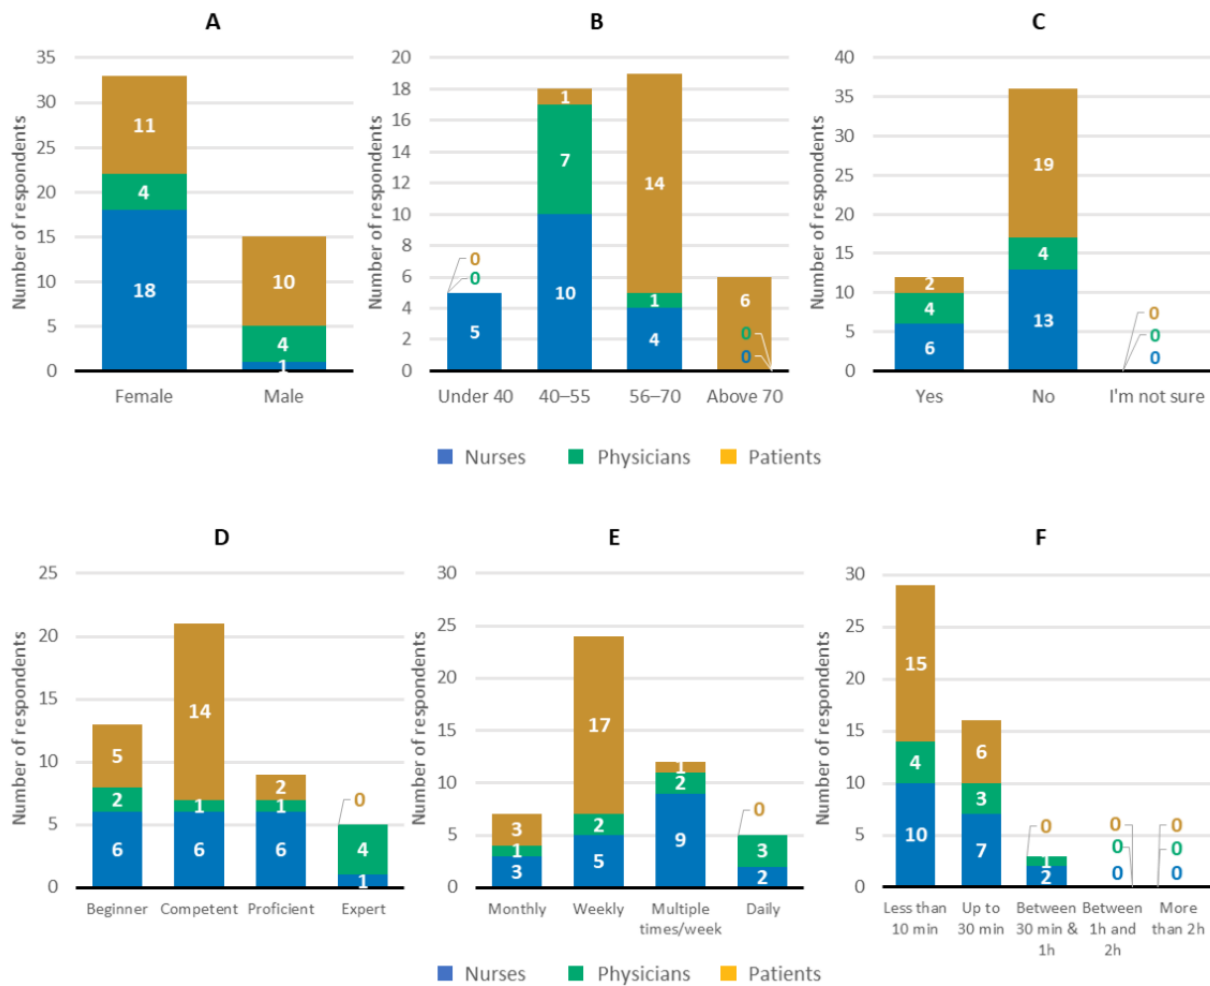 A
B
C
Number of respondents
35
30
25
20
15
10
5
0
11
4
18
10
4
1
Female
Male
Number of respondents
20
18
16
14
12
10
8
6
4
2
0
0
0
5
1
7
10
14
1
4
6
0
0
Under 40
40–55
56–70
Above 70
Number of respondents
40
35
30
25
20
15
10
5
0
2
4
6
19
4
13
0
0
0
Yes
No
I'm not sure
Nurses
Physicians
Patients
D
E
F
Number of respondents
25
20
15
10
5
0
5
2
6
14
1
6
2
1
6
0
4
1
Beginner
Competent
Proficient
Expert
Number of respondents
30
25
20
15
10
5
0
3
1
3
17
2
5
1
2
9
0
3
2
Monthly
Weekly
Multiple
times/week
Daily
Number of respondents
30
25
20
15
10
5
0
15
4
10
6
3
7
0
1
2
0
0
0
0
0
0
Less than
10 min
Up to
30 min
Between
30 min &
1h
Between
1h and
2h
More
than 2h
Nurses
Physicians
Patients